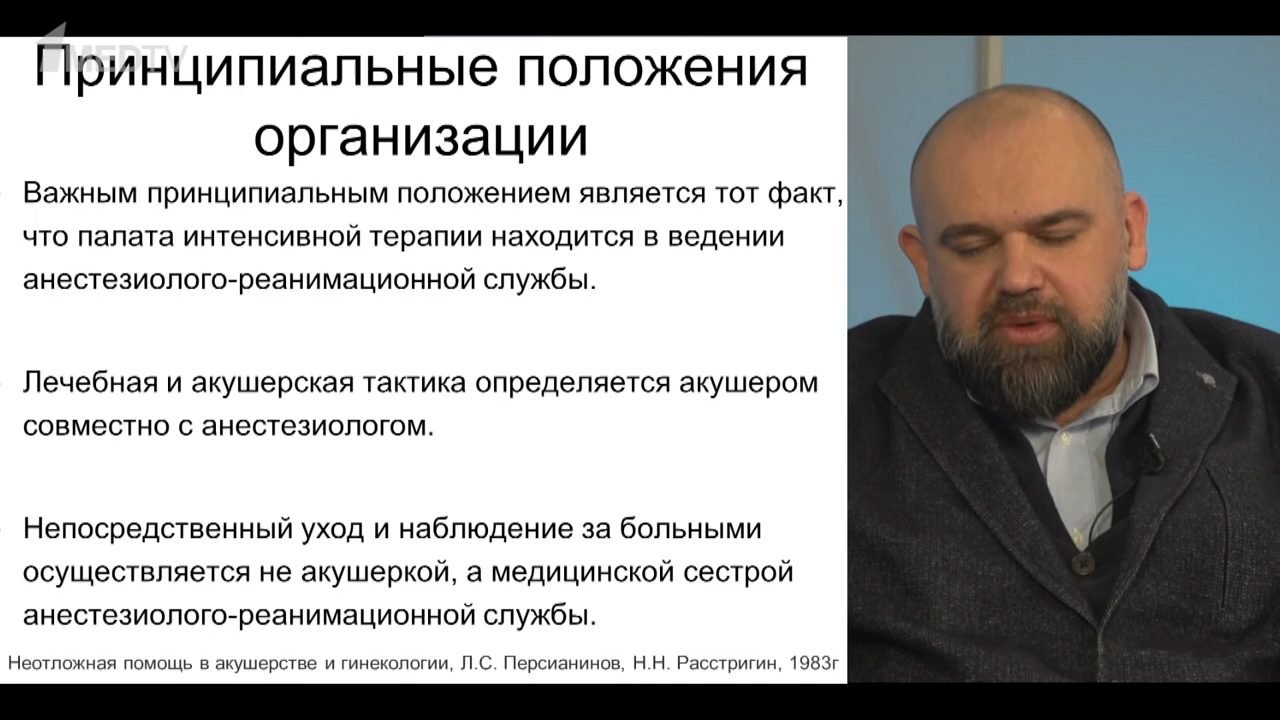 1MEDTV
Принципиальные положения
организации
Важным принципиальным положением является тот факт,
что палата интенсивной терапии находится в ведении
анестезиолого-реанимационной службы.
Лечебная и акушерская тактика определяется акушером
совместно с анестезиологом.
Непосредственный уход и наблюдение за больными
осуществляется не акушеркой, а медицинской сестрой
анестезиолого-реанимационной службы.
Неотложная помощь в акушерстве и гинекологии, Л.С. Персианинов, Н.Н. Расстригин, 1983г